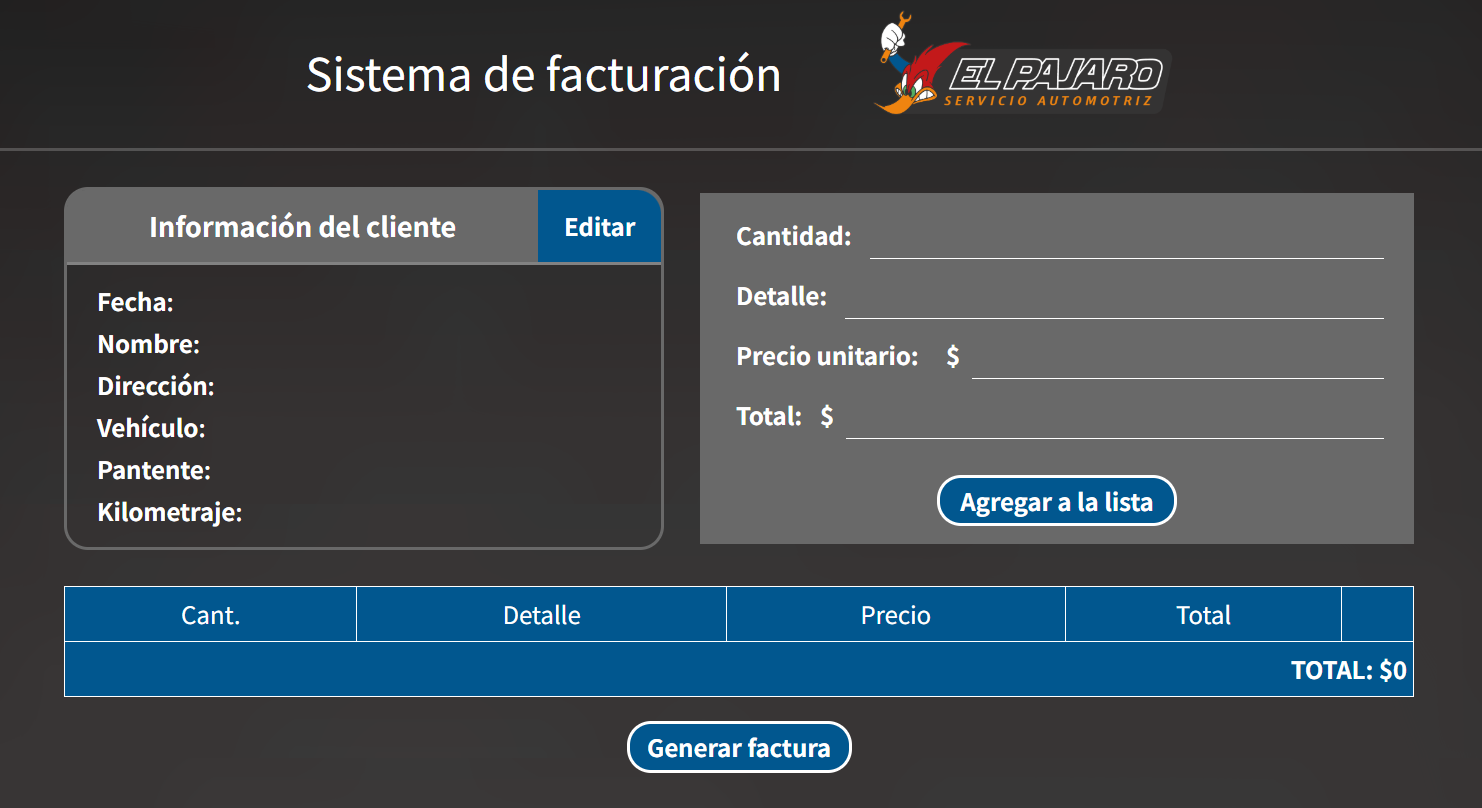 Sistema de facturación
EL PAJARO
SERVICIO AUTOMOTRIZ
Información del cliente
Editar
Fecha:
Nombre:
Dirección:
Vehículo:
Pantente:
Kilometraje:
Cantidad:
Detalle:
Precio unitario: $
Total: $
Agregar a la lista
Cant. Detalle Precio Total
TOTAL: $0
Generar factura